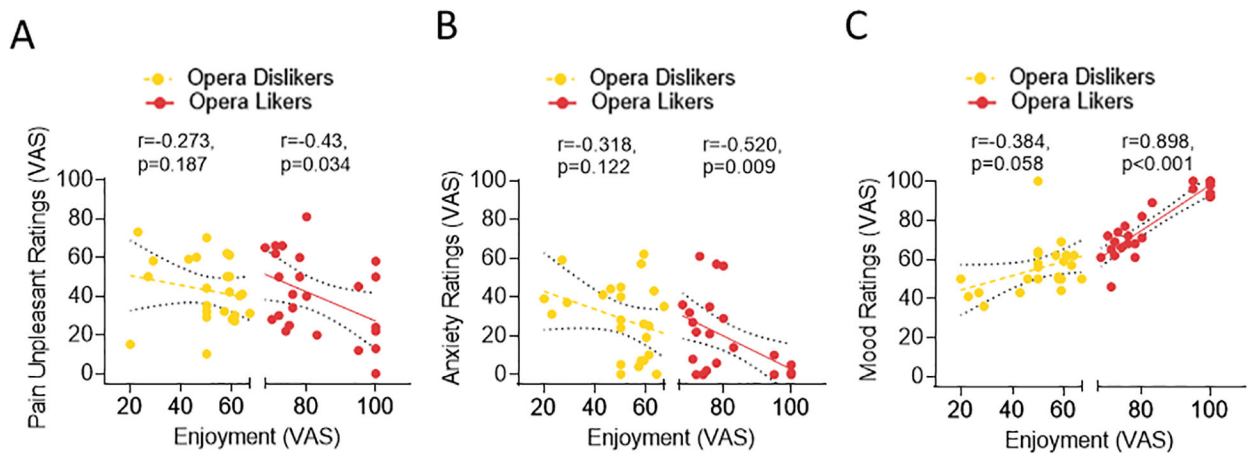 A
Opera Dislikers
Opera Likers
r=-0.273,
p=0.187
r=-0.43,
p=0.034
Pain Unpleasant Ratings (VAS)
100
80
60
40
20
0
20
40
60
80
100
Enjoyment (VAS)
B
Opera Dislikers
Opera Likers
r=-0.318,
p=0.122
r=-0.520,
p=0.009
Anxiety Ratings (VAS)
100
80
60
40
20
0
20
40
60
80
100
Enjoyment (VAS)
C
Opera Dislikers
Opera Likers
r=-0.384,
p=0.058
r=0.898,
p<0.001
Mood Ratings (VAS)
100
80
60
40
20
0
20
40
60
80
100
Enjoyment (VAS)